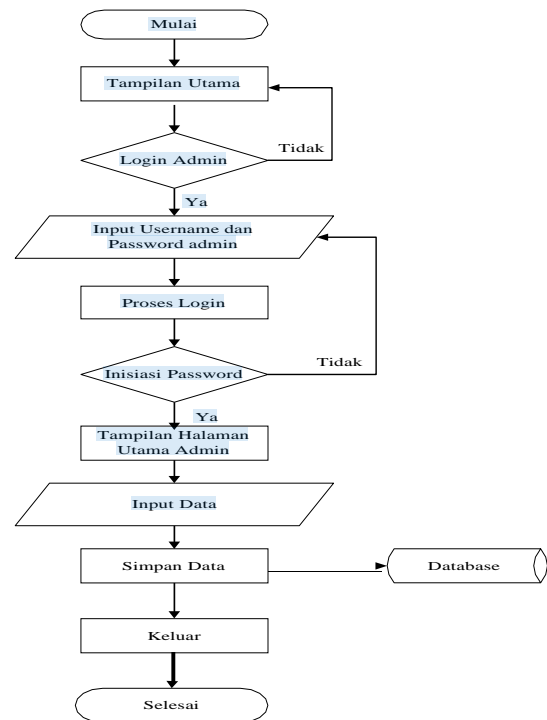 Mulai
Tampilan Utama
Login Admin
Tidak
Ya
Input Username dan
Password admin
Proses Login
Inisiasi Password
Tidak
Ya
Tampilan Halaman
Utama Admin
Input Data
Simpan Data
Database
Keluar
Selesai